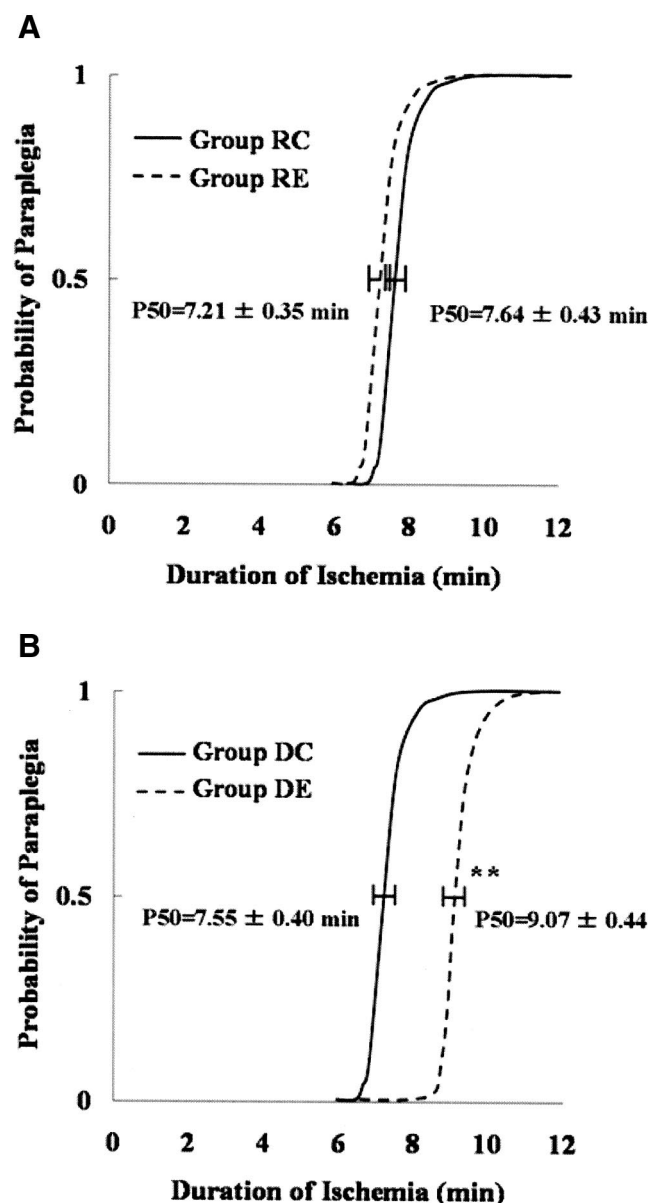 A
1
Group RC
Group RE
Probability of Paraplegia
0.5
P50=7.21 ± 0.35 min
P50=7.64 ± 0.43 min
0
0 2 4 6 8 10 12
Duration of Ischemia (min)
B
1
Group DC
Group DE
Probability of Paraplegia
**
0.5
P50=7.55 ± 0.40 min
P50=9.07 ± 0.44
0
0 2 4 6 8 10 12
Duration of Ischemia (min)